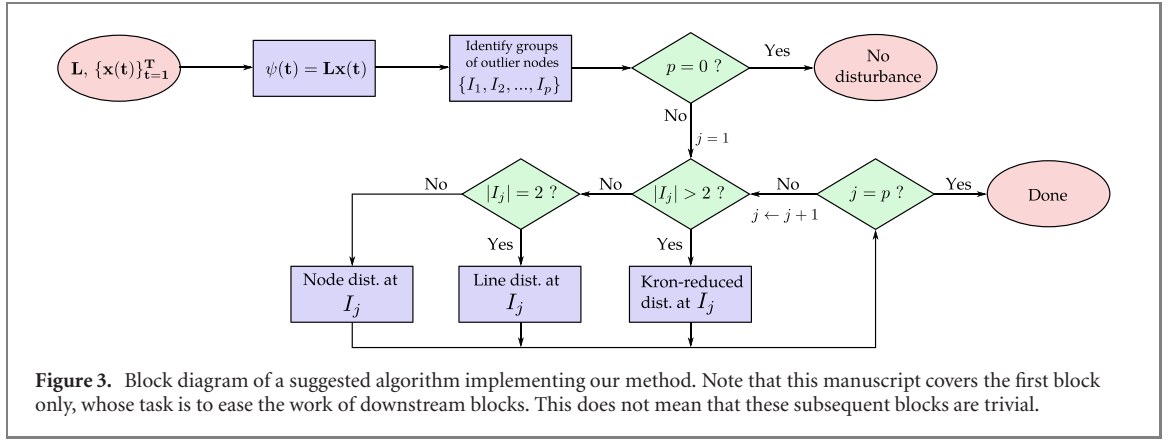 L, {x(t)}ᵀₜ₌₁
ψ(t) = Lx(t)
Identify groups
of outlier nodes
{I₁, I₂, ..., Iₚ}
p = 0 ?
Yes
No
disturbance
No
j = 1
No
|Iⱼ| = 2 ?
No
|Iⱼ| > 2 ?
No
j ← j + 1
j = p ?
Yes
Done
Yes
Yes
Node dist. at
Iⱼ
Line dist. at
Iⱼ
Kron-reduced
dist. at Iⱼ
Figure 3. Block diagram of a suggested algorithm implementing our method. Note that this manuscript covers the first block
only, whose task is to ease the work of downstream blocks. This does not mean that these subsequent blocks are trivial.